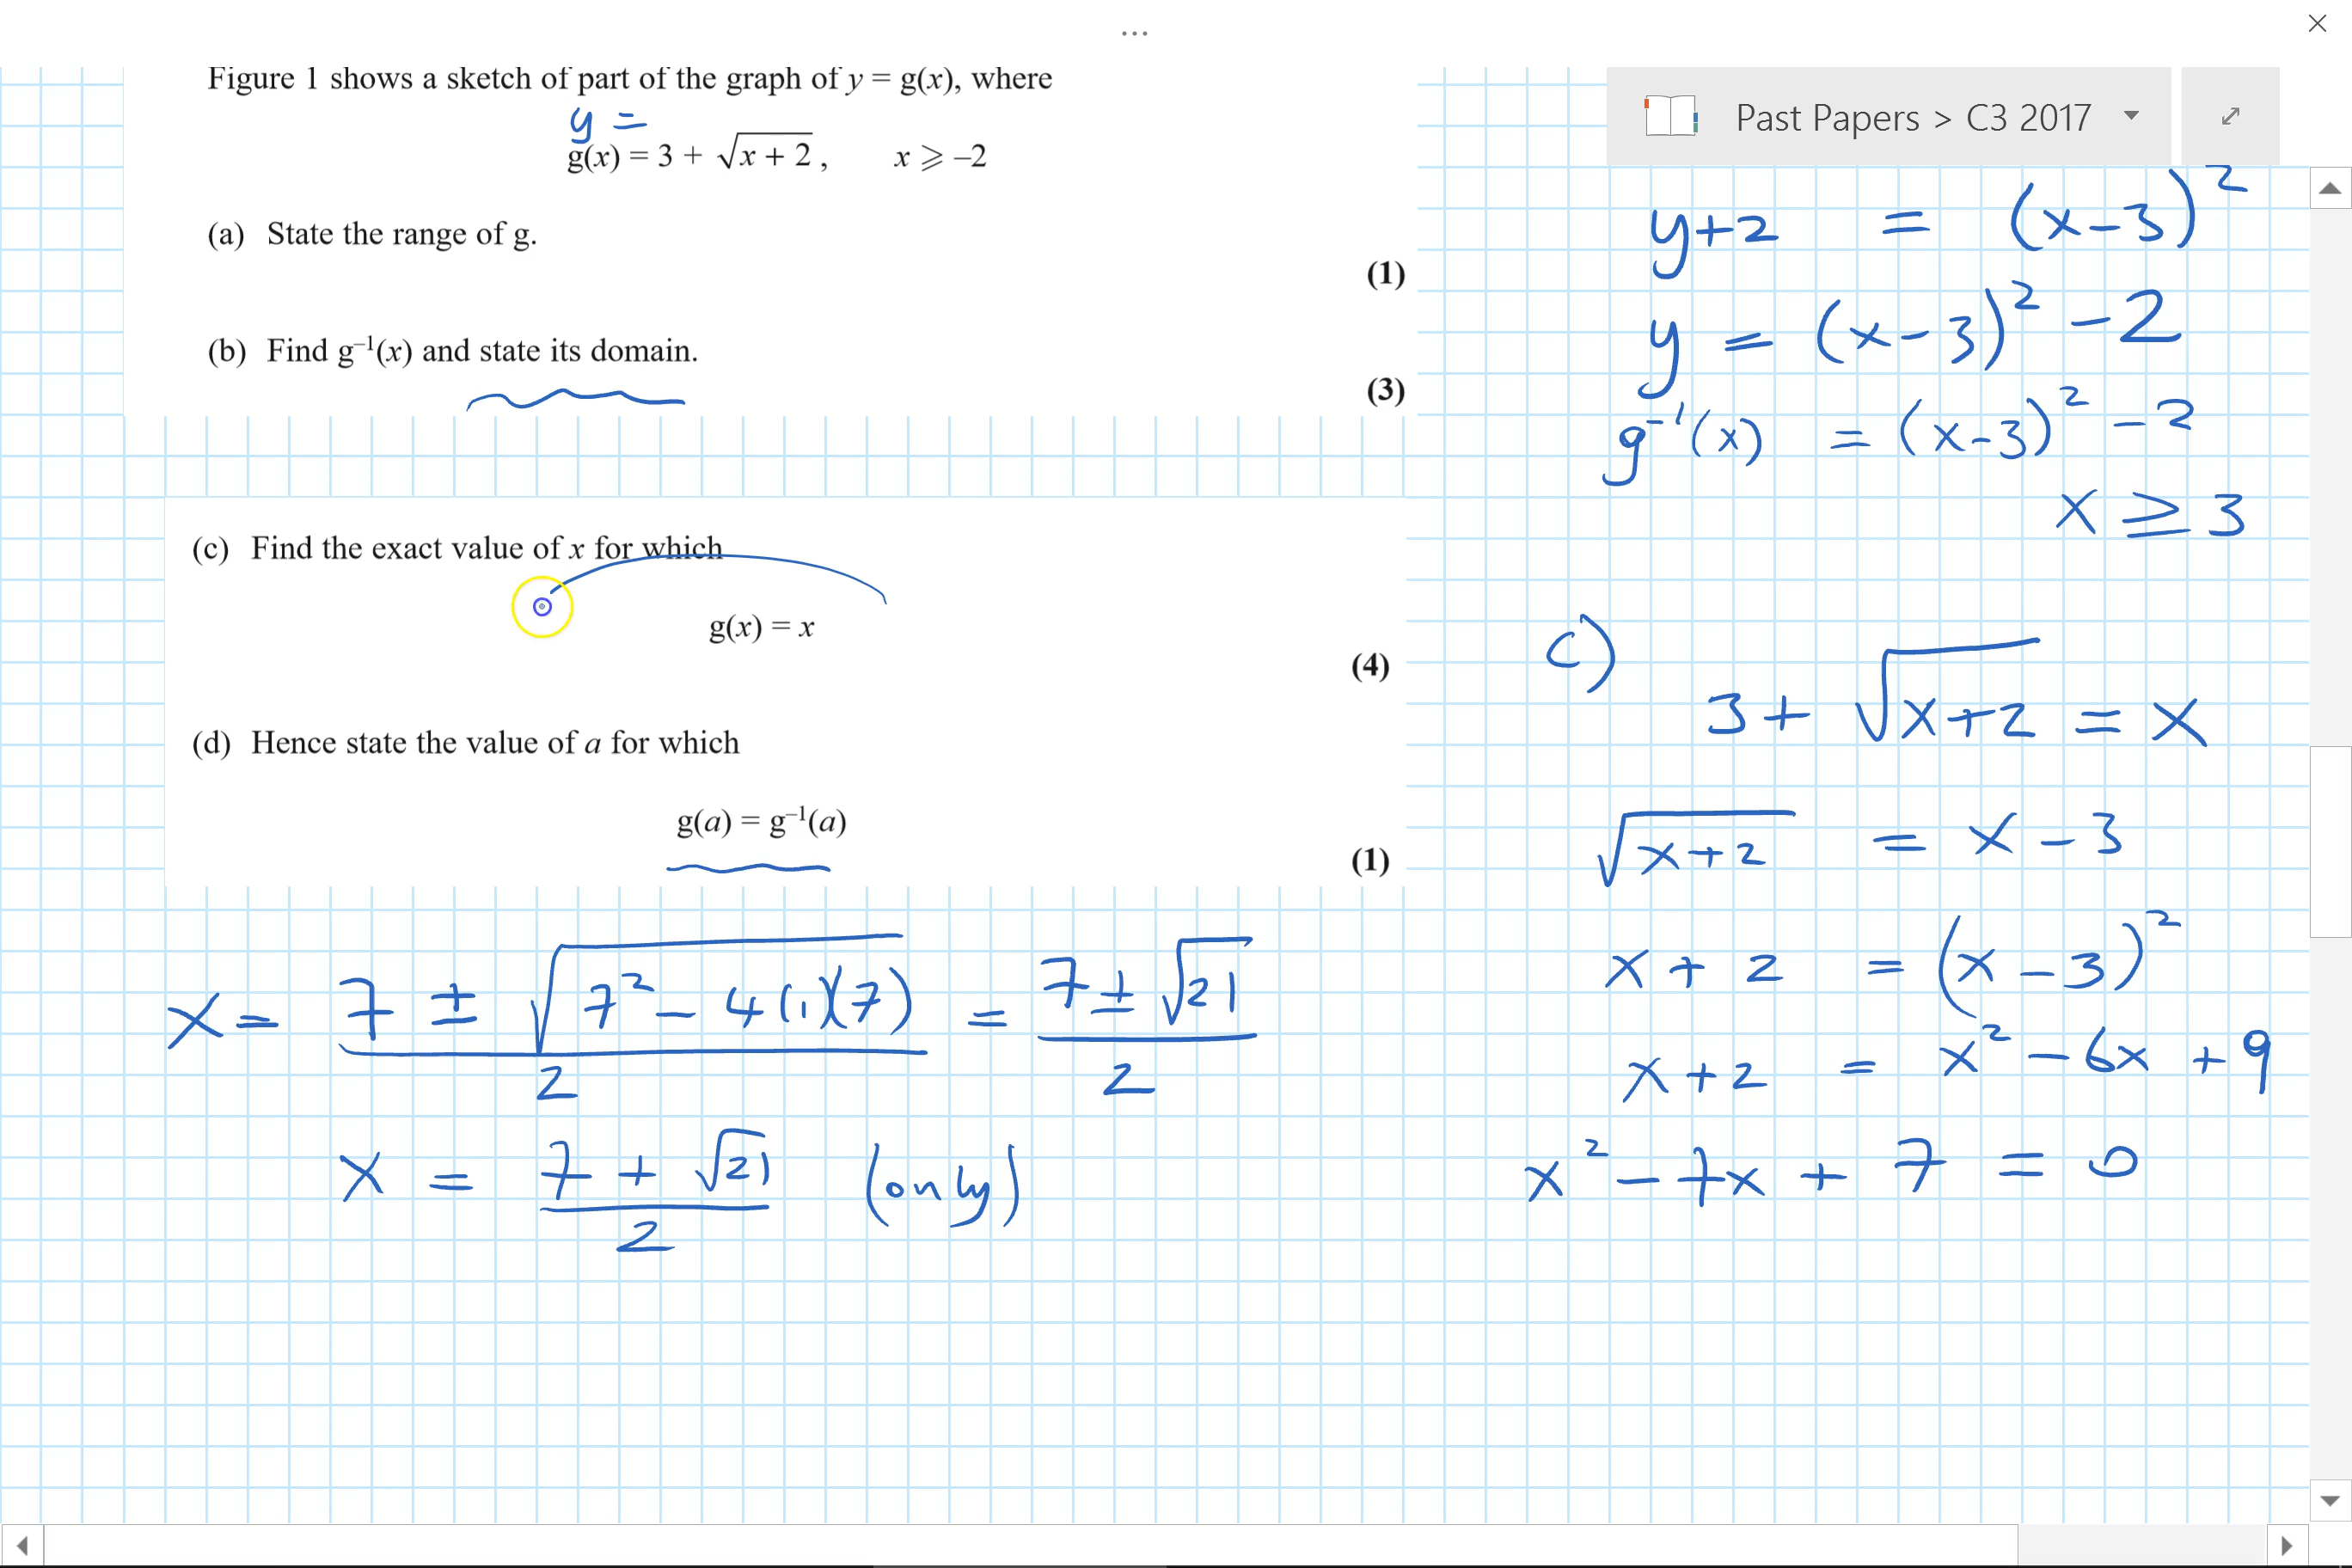 ...
Past Papers > C3 2017
Figure 1 shows a sketch of part of the graph of y = g(x), where
y =
g(x) = 3 + √(x + 2), x ⩾ –2
(a) State the range of g.
(1)
(b) Find g⁻¹(x) and state its domain.
(3)
(c) Find the exact value of x for which
g(x) = x
(4)
(d) Hence state the value of a for which
g(a) = g⁻¹(a)
(1)
x = (7 ± √(7² – 4(1)(7)))/2 = (7 ± √21)/2
x = (7 + √21)/2 (only)
y+2 = (x–3)²
y = (x–3)² – 2
g⁻¹(x) = (x–3)² – 2
x ≥ 3
c)
3 + √(x+2) = x
√(x+2) = x – 3
x + 2 = (x – 3)²
x + 2 = x² – 6x + 9
x² – 7x + 7 = 0